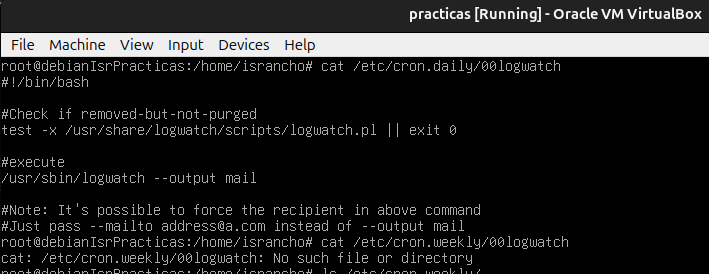 practicas [Running] - Oracle VM VirtualBox
File Machine View Input Devices Help
root@debianIsrPracticas:/home/israncho# cat /etc/cron.daily/00logwatch
#!/bin/bash
#Check if removed-but-not-purged
test -x /usr/share/logwatch/scripts/logwatch.pl || exit 0
#execute
/usr/sbin/logwatch --output mail
#Note: It's possible to force the recipient in above command
#Just pass --mailto address@a.com instead of --output mail
root@debianIsrPracticas:/home/israncho# cat /etc/cron.weekly/00logwatch
cat: /etc/cron.weekly/00logwatch: No such file or directory
root@debianIsrPracticas:/home/israncho# ls /etc/cron.weekly/